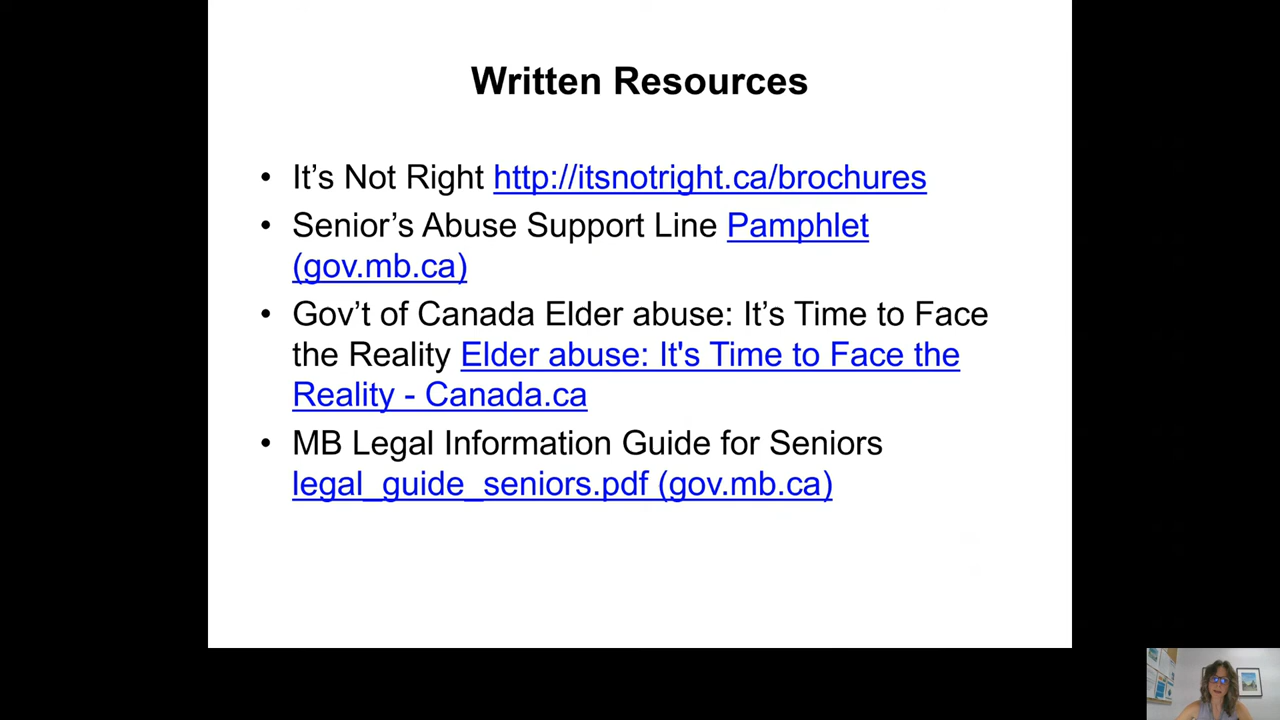 Written Resources
• It’s Not Right http://itsnotright.ca/brochures
• Senior’s Abuse Support Line Pamphlet
(gov.mb.ca)
• Gov’t of Canada Elder abuse: It’s Time to Face
the Reality Elder abuse: It's Time to Face the
Reality - Canada.ca
• MB Legal Information Guide for Seniors
legal_guide_seniors.pdf (gov.mb.ca)